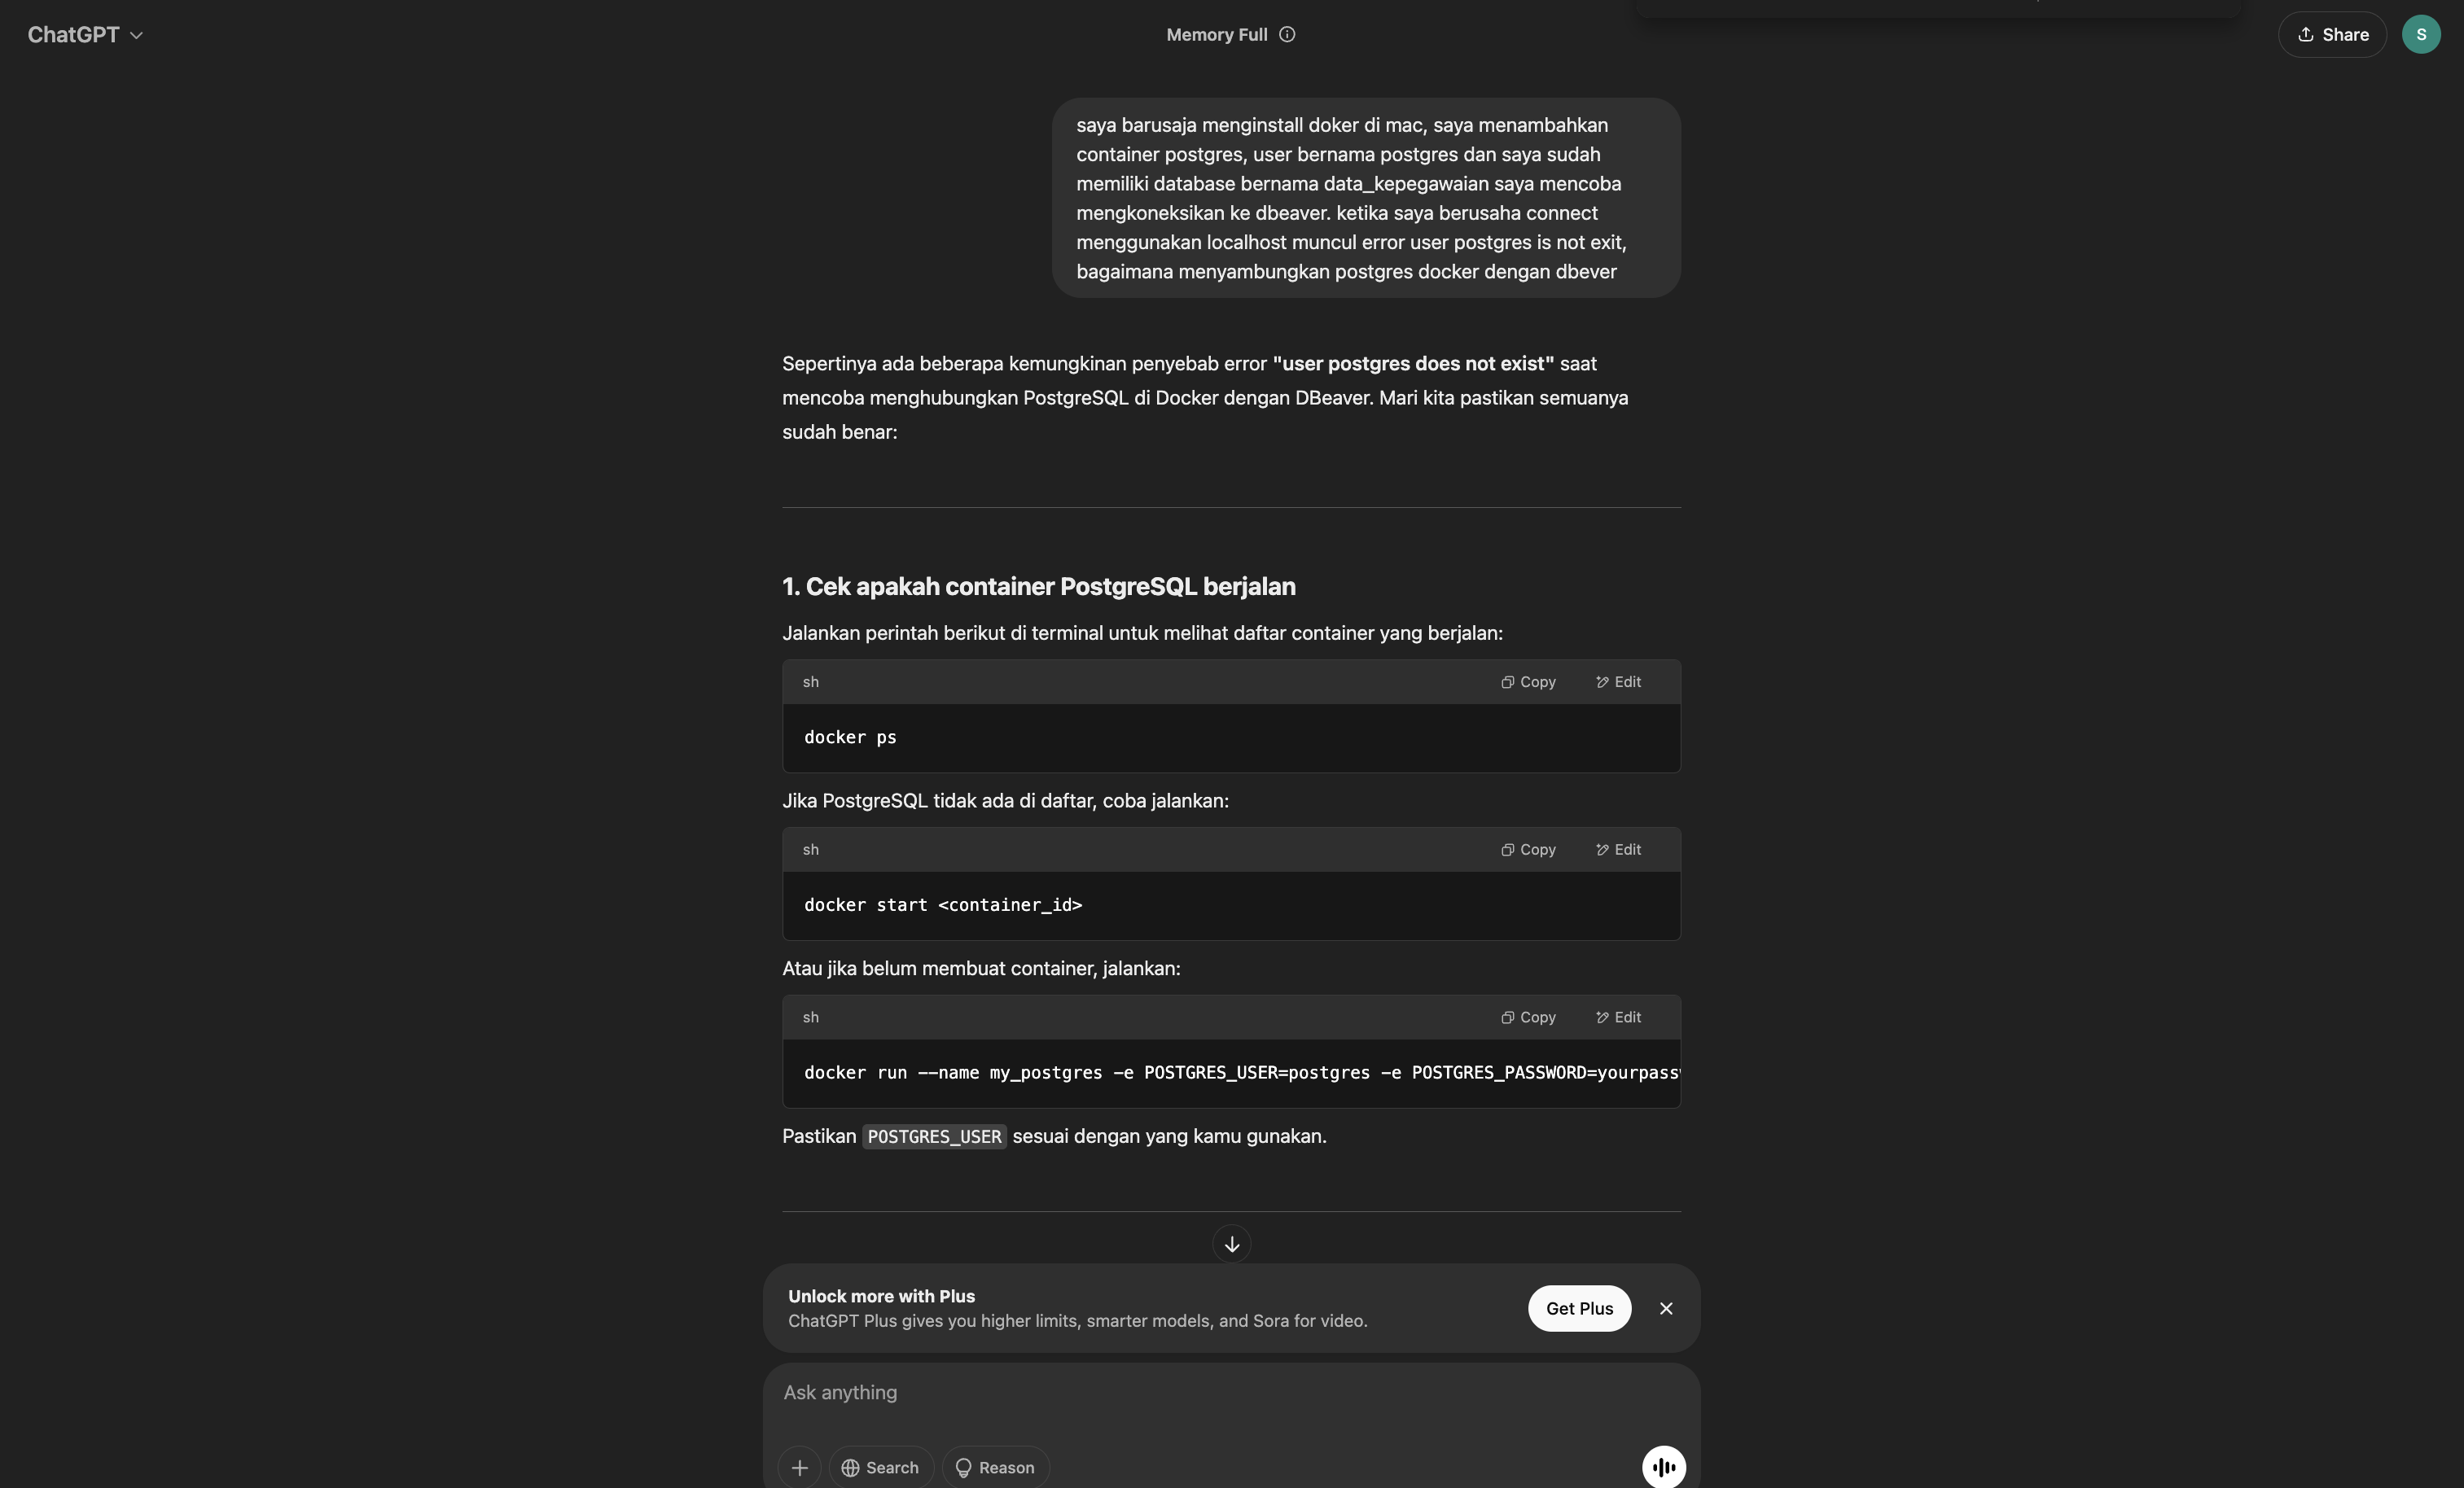 ChatGPT
Memory Full
Share
S
saya barusaja menginstall doker di mac, saya menambahkan
container postgres, user bernama postgres dan saya sudah
memiliki database bernama data_kepegawaian saya mencoba
mengkoneksikan ke dbeaver. ketika saya berusaha connect
menggunakan localhost muncul error user postgres is not exit,
bagaimana menyambungkan postgres docker dengan dbever
Sepertinya ada beberapa kemungkinan penyebab error "user postgres does not exist" saat
mencoba menghubungkan PostgreSQL di Docker dengan DBeaver. Mari kita pastikan semuanya
sudah benar:
1. Cek apakah container PostgreSQL berjalan
Jalankan perintah berikut di terminal untuk melihat daftar container yang berjalan:
sh
Copy
Edit
docker ps
Jika PostgreSQL tidak ada di daftar, coba jalankan:
sh
Copy
Edit
docker start <container_id>
Atau jika belum membuat container, jalankan:
sh
Copy
Edit
docker run --name my_postgres -e POSTGRES_USER=postgres -e POSTGRES_PASSWORD=yourpass
Pastikan POSTGRES_USER sesuai dengan yang kamu gunakan.
Unlock more with Plus
ChatGPT Plus gives you higher limits, smarter models, and Sora for video.
Get Plus
Ask anything
Search
Reason